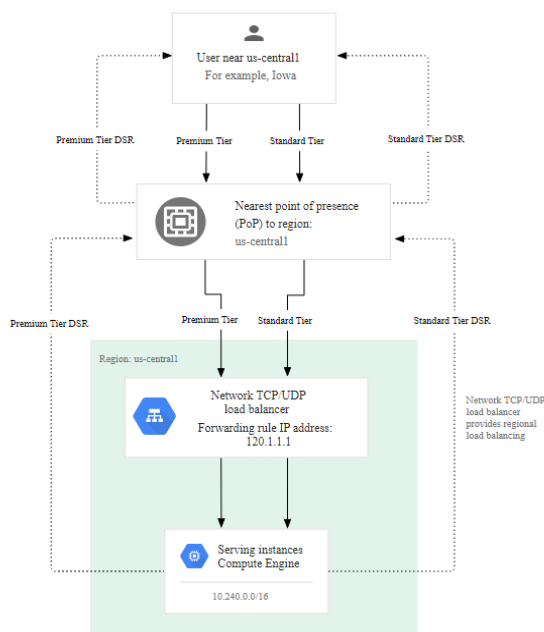 User near us-central1
For example, Iowa
Premium Tier DSR
Premium Tier
Standard Tier
Standard Tier DSR
Nearest point of presence
(PoP) to region:
us-central1
Premium Tier DSR
Premium Tier
Standard Tier
Standard Tier DSR
Region: us-central1
Network TCP/UDP
load balancer
Forwarding rule IP address:
120.1.1.1
Network TCP/UDP
load balancer
provides regional
load balancing
Serving instances
Compute Engine
10.240.0.0/16